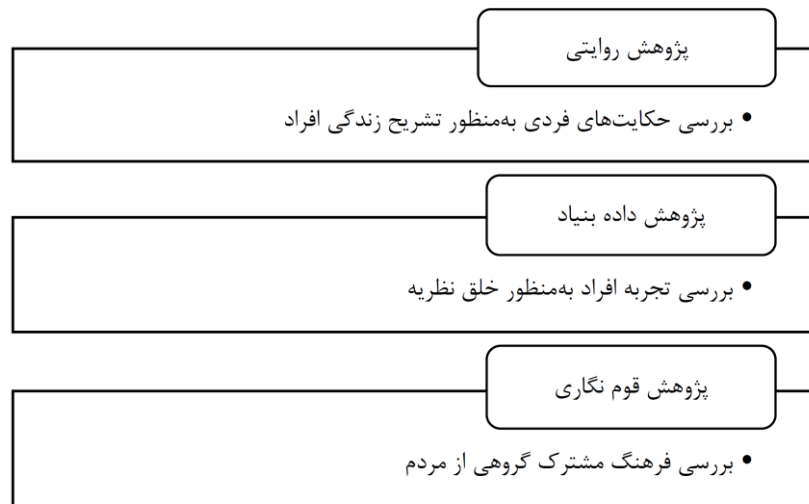 پژوهش روایتی
• بررسی حکایت‌های فردی به‌منظور تشریح زندگی افراد
پژوهش داده بنیاد
• بررسی تجربه افراد به‌منظور خلق نظریه
پژوهش قوم نگاری
• بررسی فرهنگ مشترک گروهی از مردم